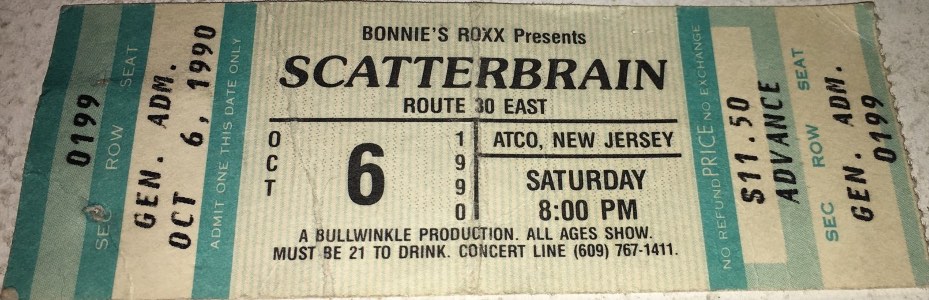 0199
SEC ROW SEAT
GEN. ADM.
OCT 6, 1990
ADMIT ONE THIS DATE ONLY
BONNIE'S ROXX Presents
SCATTERBRAIN
ROUTE 30 EAST
OCT
6
1990
ATCO, NEW JERSEY
SATURDAY
8:00 PM
A BULLWINKLE PRODUCTION. ALL AGES SHOW.
MUST BE 21 TO DRINK. CONCERT LINE (609) 767-1411.
NO REFUND PRICE NO EXCHANGE
$11.50
ADVANCE
SEC ROW SEAT
GEN. ADM.
0199